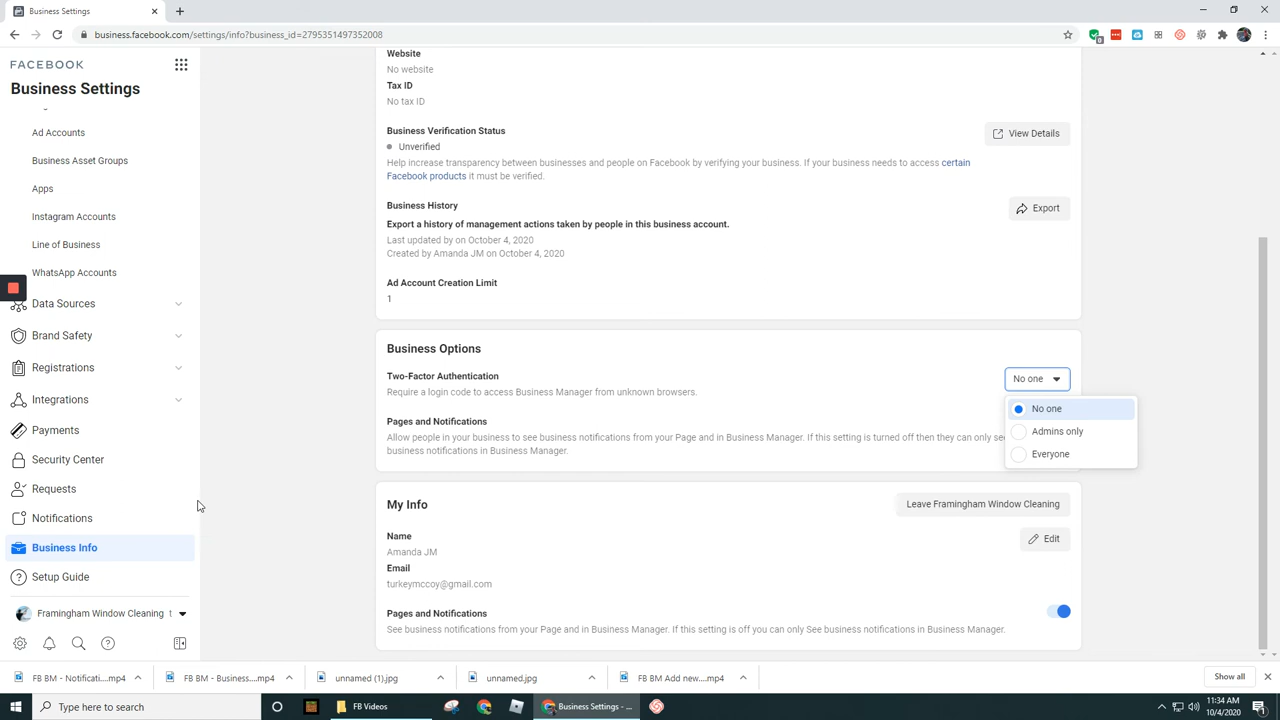 Business Settings
business.facebook.com/settings/info?business_id=2795351497352008
FACEBOOK
Business Settings
Ad Accounts
Business Asset Groups
Apps
Instagram Accounts
Line of Business
WhatsApp Accounts
Data Sources
Brand Safety
Registrations
Integrations
Payments
Security Center
Requests
Notifications
Business Info
Setup Guide
Framingham Window Cleaning t
Website
No website
Tax ID
No tax ID
Business Verification Status
View Details
Unverified
Help increase transparency between businesses and people on Facebook by verifying your business. If your business needs to access certain
Facebook products it must be verified.
Business History
Export
Export a history of management actions taken by people in this business account.
Last updated by on October 4, 2020
Created by Amanda JM on October 4, 2020
Ad Account Creation Limit
1
Business Options
Two-Factor Authentication
No one
Require a login code to access Business Manager from unknown browsers.
No one
Admins only
Everyone
Pages and Notifications
Allow people in your business to see business notifications from your Page and in Business Manager. If this setting is turned off then they can only see
business notifications in Business Manager.
My Info
Leave Framingham Window Cleaning
Name
Edit
Amanda JM
Email
turkeymccoy@gmail.com
Pages and Notifications
See business notifications from your Page and in Business Manager. If this setting is off you can only See business notifications in Business Manager.
FB BM - Notificati....mp4
FB BM - Business....mp4
unnamed (1).jpg
unnamed.jpg
FB BM Add new....mp4
Show all
Type here to search
FB Videos
Business Settings - ...
11:34 AM
10/4/2020